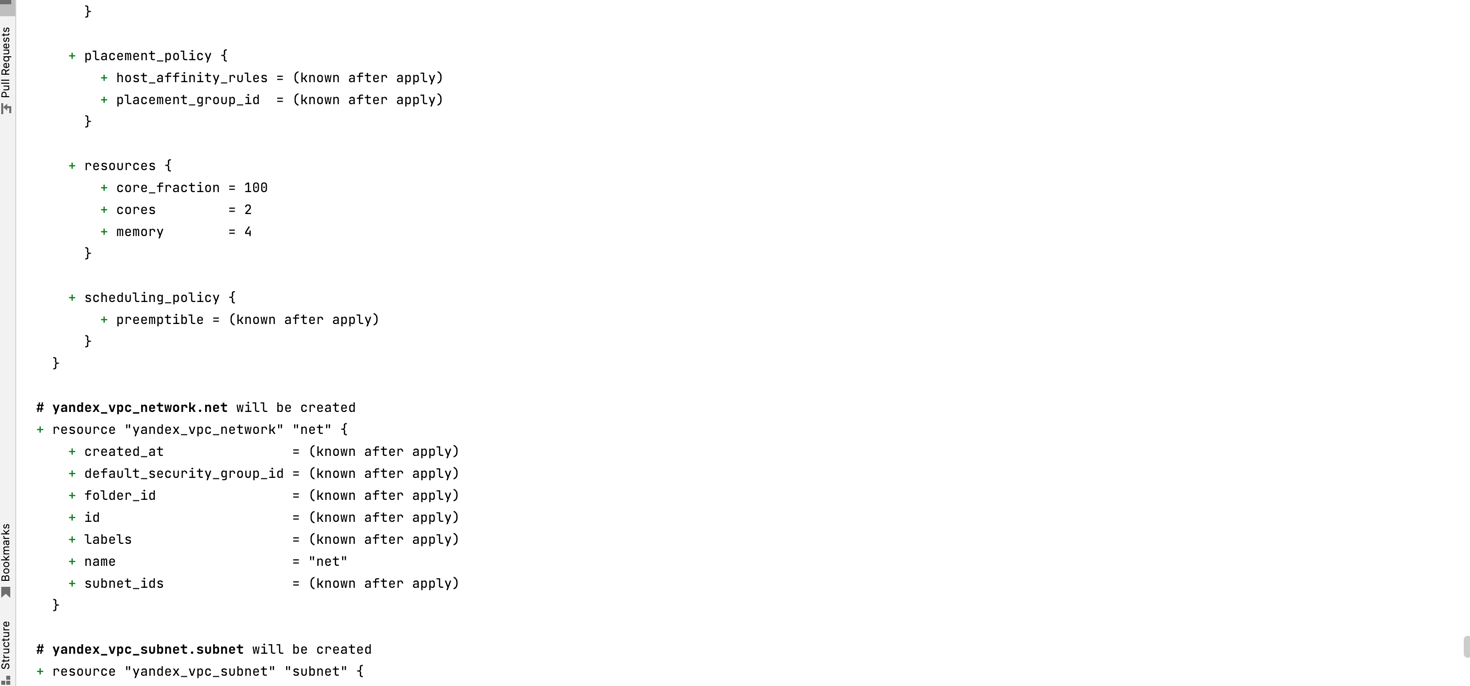 Pull Requests
Bookmarks
Structure
}
+ placement_policy {
+ host_affinity_rules = (known after apply)
+ placement_group_id  = (known after apply)
}
+ resources {
+ core_fraction = 100
+ cores         = 2
+ memory        = 4
}
+ scheduling_policy {
+ preemptible = (known after apply)
}
}
# yandex_vpc_network.net will be created
+ resource "yandex_vpc_network" "net" {
+ created_at                = (known after apply)
+ default_security_group_id = (known after apply)
+ folder_id                 = (known after apply)
+ id                        = (known after apply)
+ labels                    = (known after apply)
+ name                      = "net"
+ subnet_ids                = (known after apply)
}
# yandex_vpc_subnet.subnet will be created
+ resource "yandex_vpc_subnet" "subnet" {